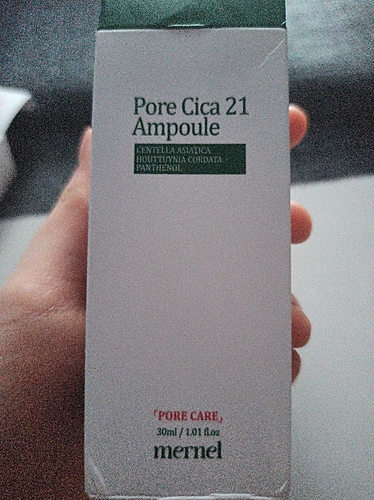 Pore Cica 21
Ampoule
CENTELLA ASIATICA
HOUTTUYNIA CORDATA +
PANTHENOL
「PORE CARE」
30ml / 1.01 fl.oz
mernel